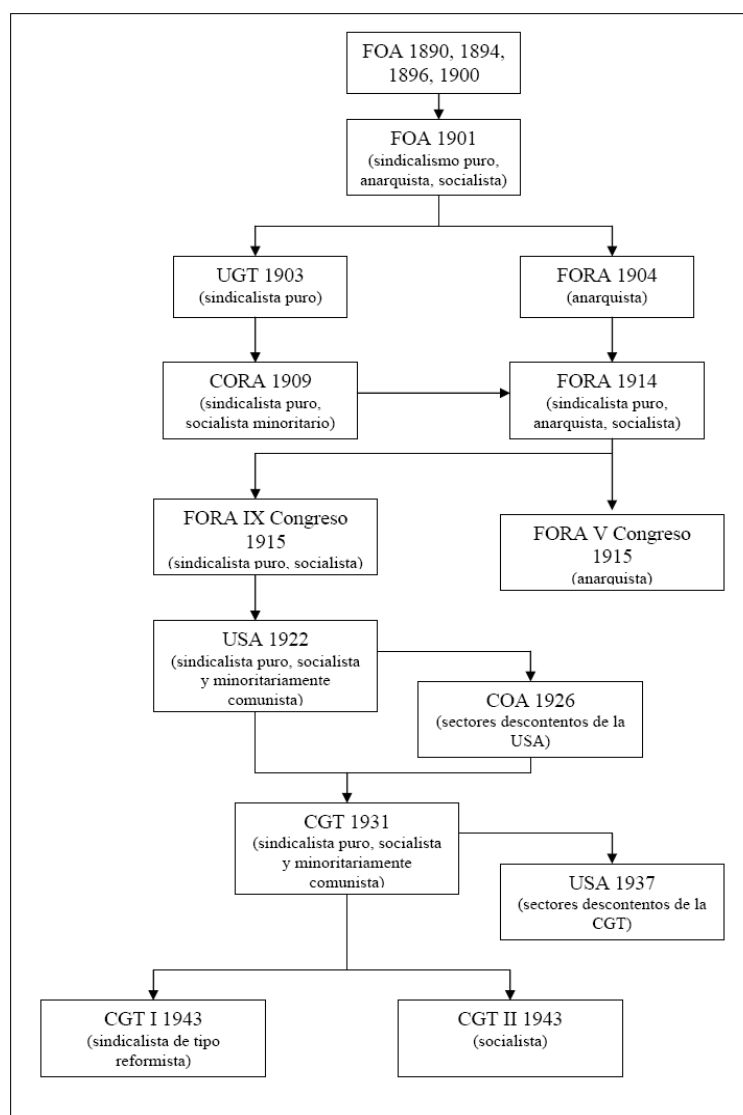 FOA 1890, 1894,
1896, 1900
FOA 1901
(sindicalismo puro,
anarquista, socialista)
UGT 1903
(sindicalista puro)
FORA 1904
(anarquista)
CORA 1909
(sindicalista puro,
socialista minoritario)
FORA 1914
(sindicalista puro,
anarquista, socialista)
FORA IX Congreso
1915
(sindicalista puro, socialista)
FORA V Congreso
1915
(anarquista)
USA 1922
(sindicalista puro, socialista
y minoritariamente
comunista)
COA 1926
(sectores descontentos de la
USA)
CGT 1931
(sindicalista puro, socialista
y minoritariamente
comunista)
USA 1937
(sectores descontentos de la
CGT)
CGT I 1943
(sindicalista de tipo
reformista)
CGT II 1943
(socialista)